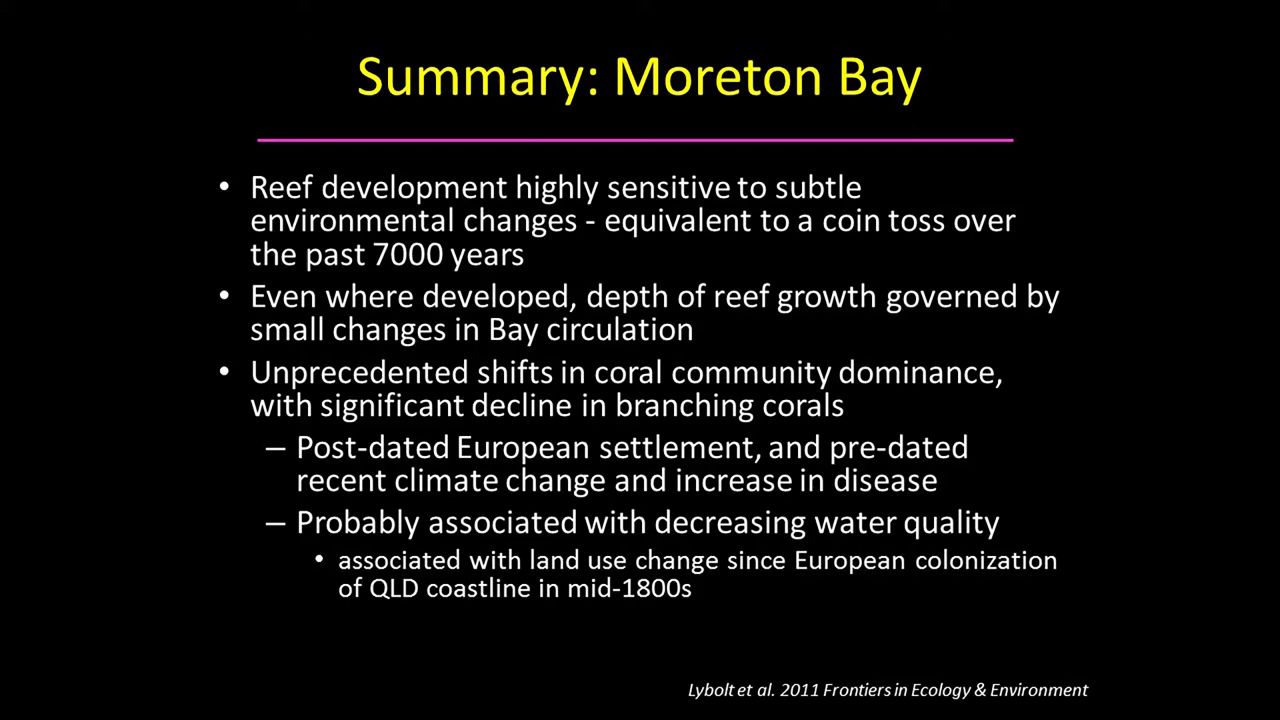 Summary: Moreton Bay
• Reef development highly sensitive to subtle
environmental changes - equivalent to a coin toss over
the past 7000 years
• Even where developed, depth of reef growth governed by
small changes in Bay circulation
• Unprecedented shifts in coral community dominance,
with significant decline in branching corals
– Post-dated European settlement, and pre-dated
recent climate change and increase in disease
– Probably associated with decreasing water quality
• associated with land use change since European colonization
of QLD coastline in mid-1800s
Lybolt et al. 2011 Frontiers in Ecology & Environment